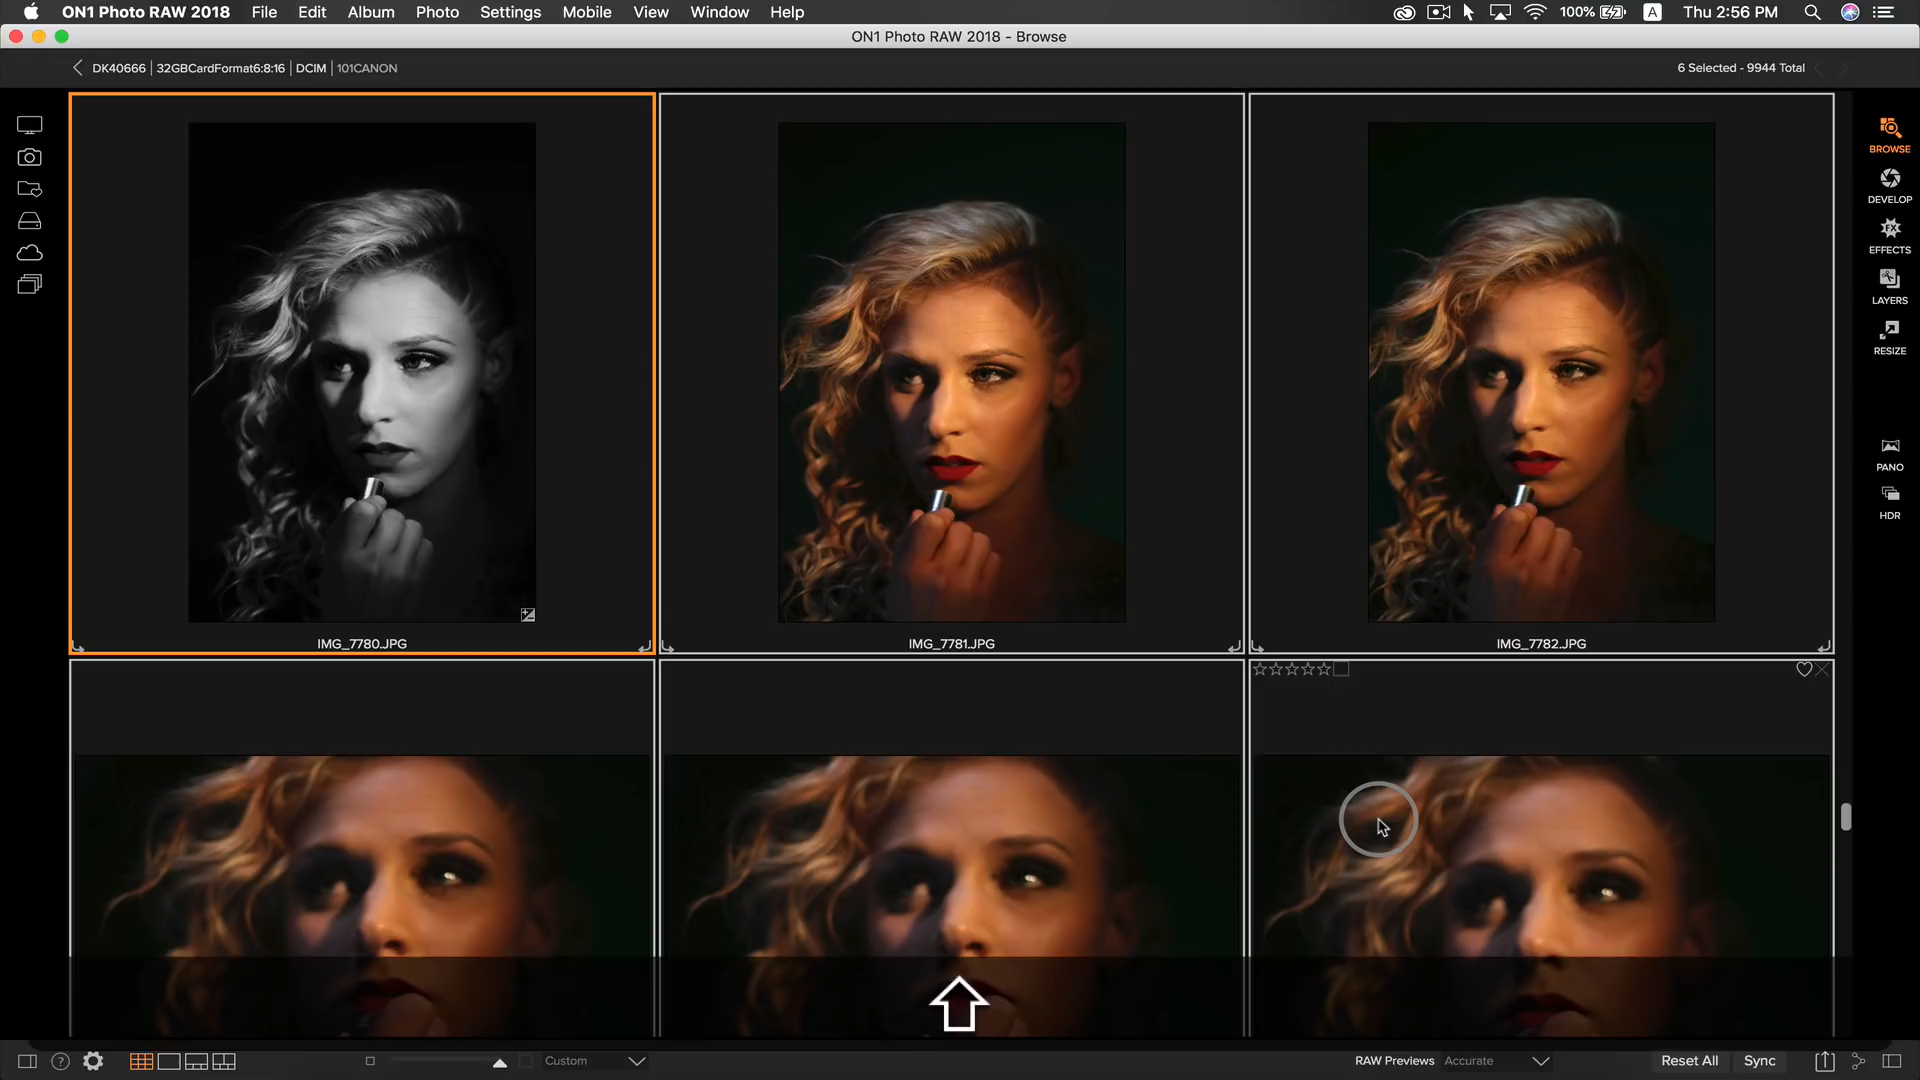 ON1 Photo RAW 2018 File Edit Album Photo Settings Mobile View Window Help 100% A Thu 2:56 PM
ON1 Photo RAW 2018 - Browse
DK40666 | 32GBCardFormat6:8:16 | DCIM | 101CANON 6 Selected - 9944 Total
BROWSE
DEVELOP
FX
EFFECTS
LAYERS
RESIZE
PANO
HDR
IMG_7780.JPG IMG_7781.JPG IMG_7782.JPG
? Custom RAW Previews Accurate Reset All Sync